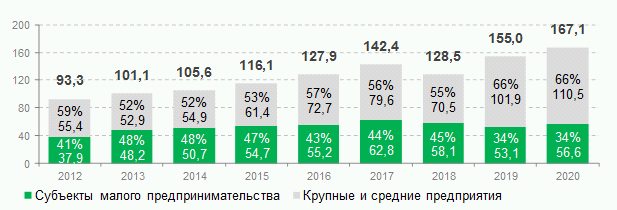 200
160
120
80
40
0
93,3 101,1 105,6 116,1 127,9 142,4 128,5 155,0 167,1
59% 52% 52% 53% 57% 56% 55% 66% 66%
55,4 52,9 54,9 61,4 72,7 79,6 70,5 101,9 110,5
41% 48% 48% 47% 43% 44% 45% 34% 34%
37,9 48,2 50,7 54,7 55,2 62,8 58,1 53,1 56,6
2012 2013 2014 2015 2016 2017 2018 2019 2020
Субъекты малого предпринимательства Крупные и средние предприятия